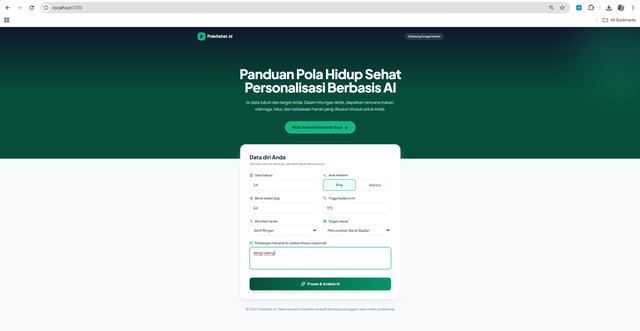 localhost:3000
All Bookmarks
PolaSehat.id
Didukung Google Gemini
Panduan Pola Hidup Sehat
Personalisasi Berbasis AI
Isi data tubuh dan target Anda. Dalam hitungan detik, dapatkan rencana makan,
olahraga, tidur, dan kebiasaan harian yang disusun khusus untuk Anda.
Mulai Analisis Kesehatan Saya
Data diri Anda
Usia (tahun)
Jenis kelamin
24
Pria
Wanita
Berat badan (kg)
Tinggi badan (cm)
64
170
Aktivitas harian
Target utama
Aktif Ringan
Menurunkan Berat Badan
Pantangan makanan & catatan khusus (opsional)
alergi udang
Proses & Analisis AI